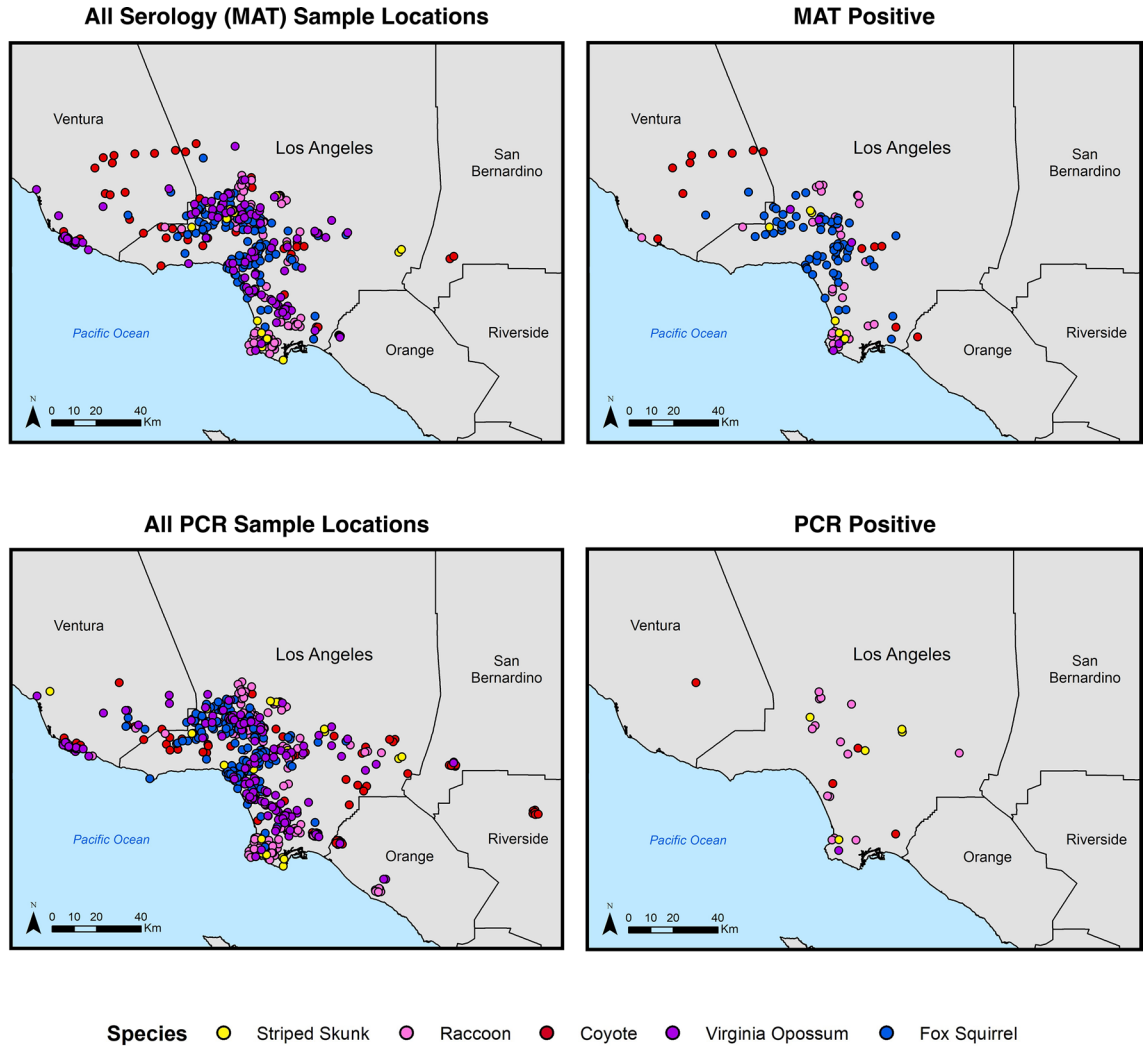 All Serology (MAT) Sample Locations
MAT Positive
Ventura
Los Angeles
San
Bernardino
Pacific Ocean
Riverside
Orange
N
0 10 20 40
Km
Ventura
Los Angeles
San
Bernardino
Pacific Ocean
Riverside
Orange
N
0 10 20 40
Km
All PCR Sample Locations
PCR Positive
Ventura
Los Angeles
San
Bernardino
Pacific Ocean
Riverside
Orange
N
0 10 20 40
Km
Ventura
Los Angeles
San
Bernardino
Pacific Ocean
Riverside
Orange
N
0 10 20 40
Km
Species Striped Skunk Raccoon Coyote Virginia Opossum Fox Squirrel